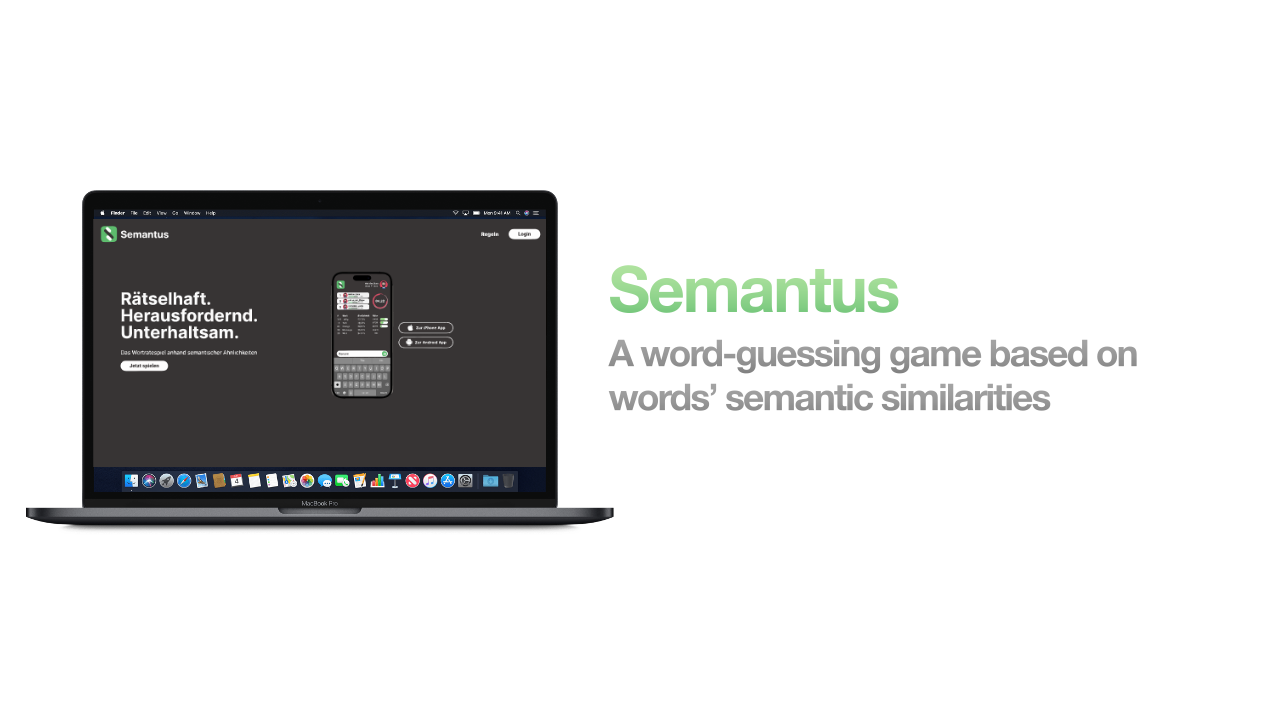 Finder File Edit View Go Window Help
Mon 9:41 AM
Semantus
Regeln
Login
Rätselhaft.
Herausfordernd.
Unterhaltsam.
Das Worträtespiel anhand semantischer Ähnlichkeiten
Jetzt spielen
Zur iPhone App
Zur Android App
MacBook Pro
Semantus
A word-guessing game based on
words’ semantic similarities